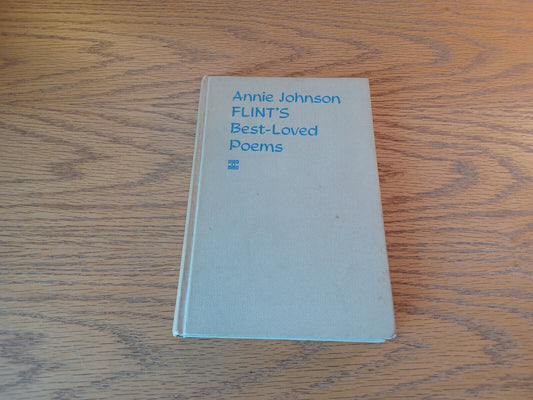 Annie Johnson
FLINT'S
Best-Loved
Poems